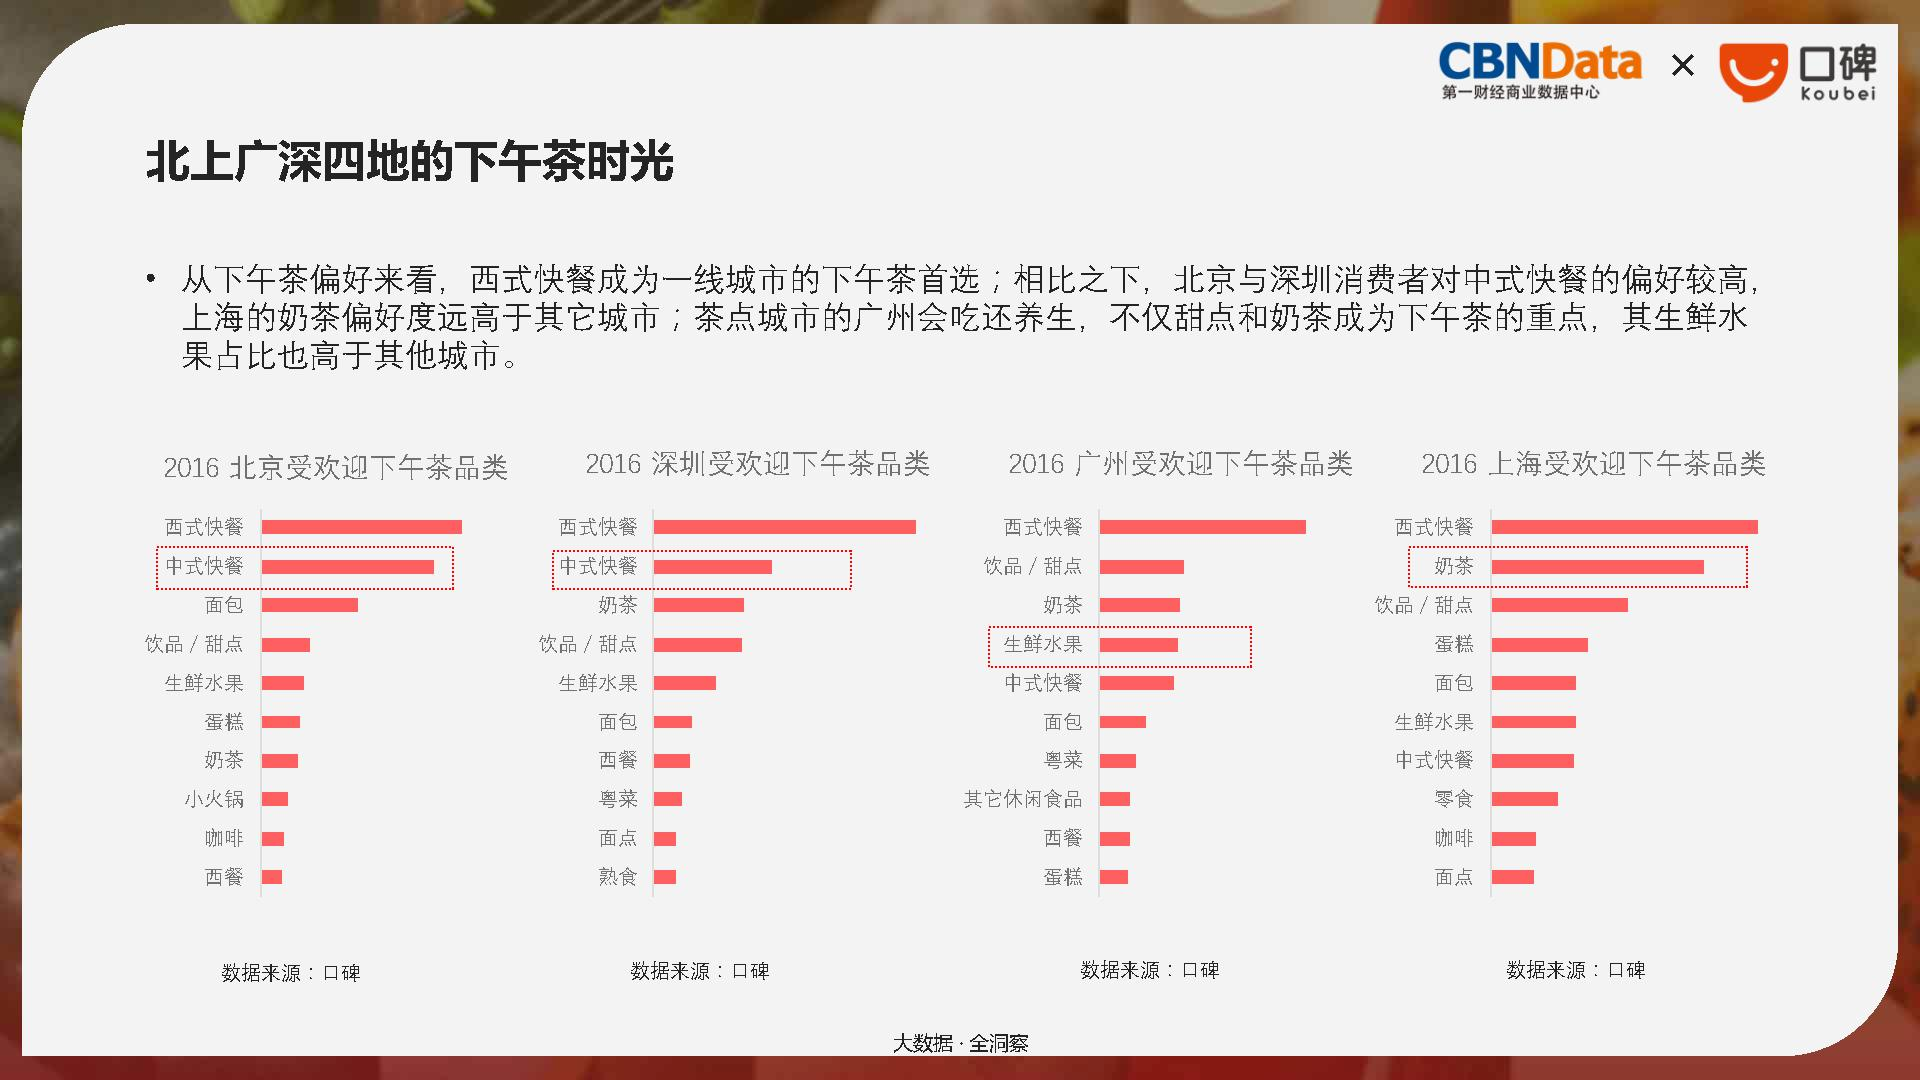 CBNData
第一财经商业数据中心
×
口碑
Koubei
北上广深四地的下午茶时光
• 从下午茶偏好来看，西式快餐成为一线城市的下午茶首选；相比之下，北京与深圳消费者对中式快餐的偏好较高，
上海的奶茶偏好度远高于其它城市；茶点城市的广州会吃还养生，不仅甜点和奶茶成为下午茶的重点，其生鲜水
果占比也高于其他城市。
2016 北京受欢迎下午茶品类
西式快餐
中式快餐
面包
饮品 / 甜点
生鲜水果
蛋糕
奶茶
小火锅
咖啡
西餐
数据来源：口碑
2016 深圳受欢迎下午茶品类
西式快餐
中式快餐
奶茶
饮品 / 甜点
生鲜水果
面包
西餐
粤菜
面点
熟食
数据来源：口碑
2016 广州受欢迎下午茶品类
西式快餐
饮品 / 甜点
奶茶
生鲜水果
中式快餐
面包
粤菜
其它休闲食品
西餐
蛋糕
数据来源：口碑
2016 上海受欢迎下午茶品类
西式快餐
奶茶
饮品 / 甜点
蛋糕
面包
生鲜水果
中式快餐
零食
咖啡
面点
数据来源：口碑
大数据 · 全洞察